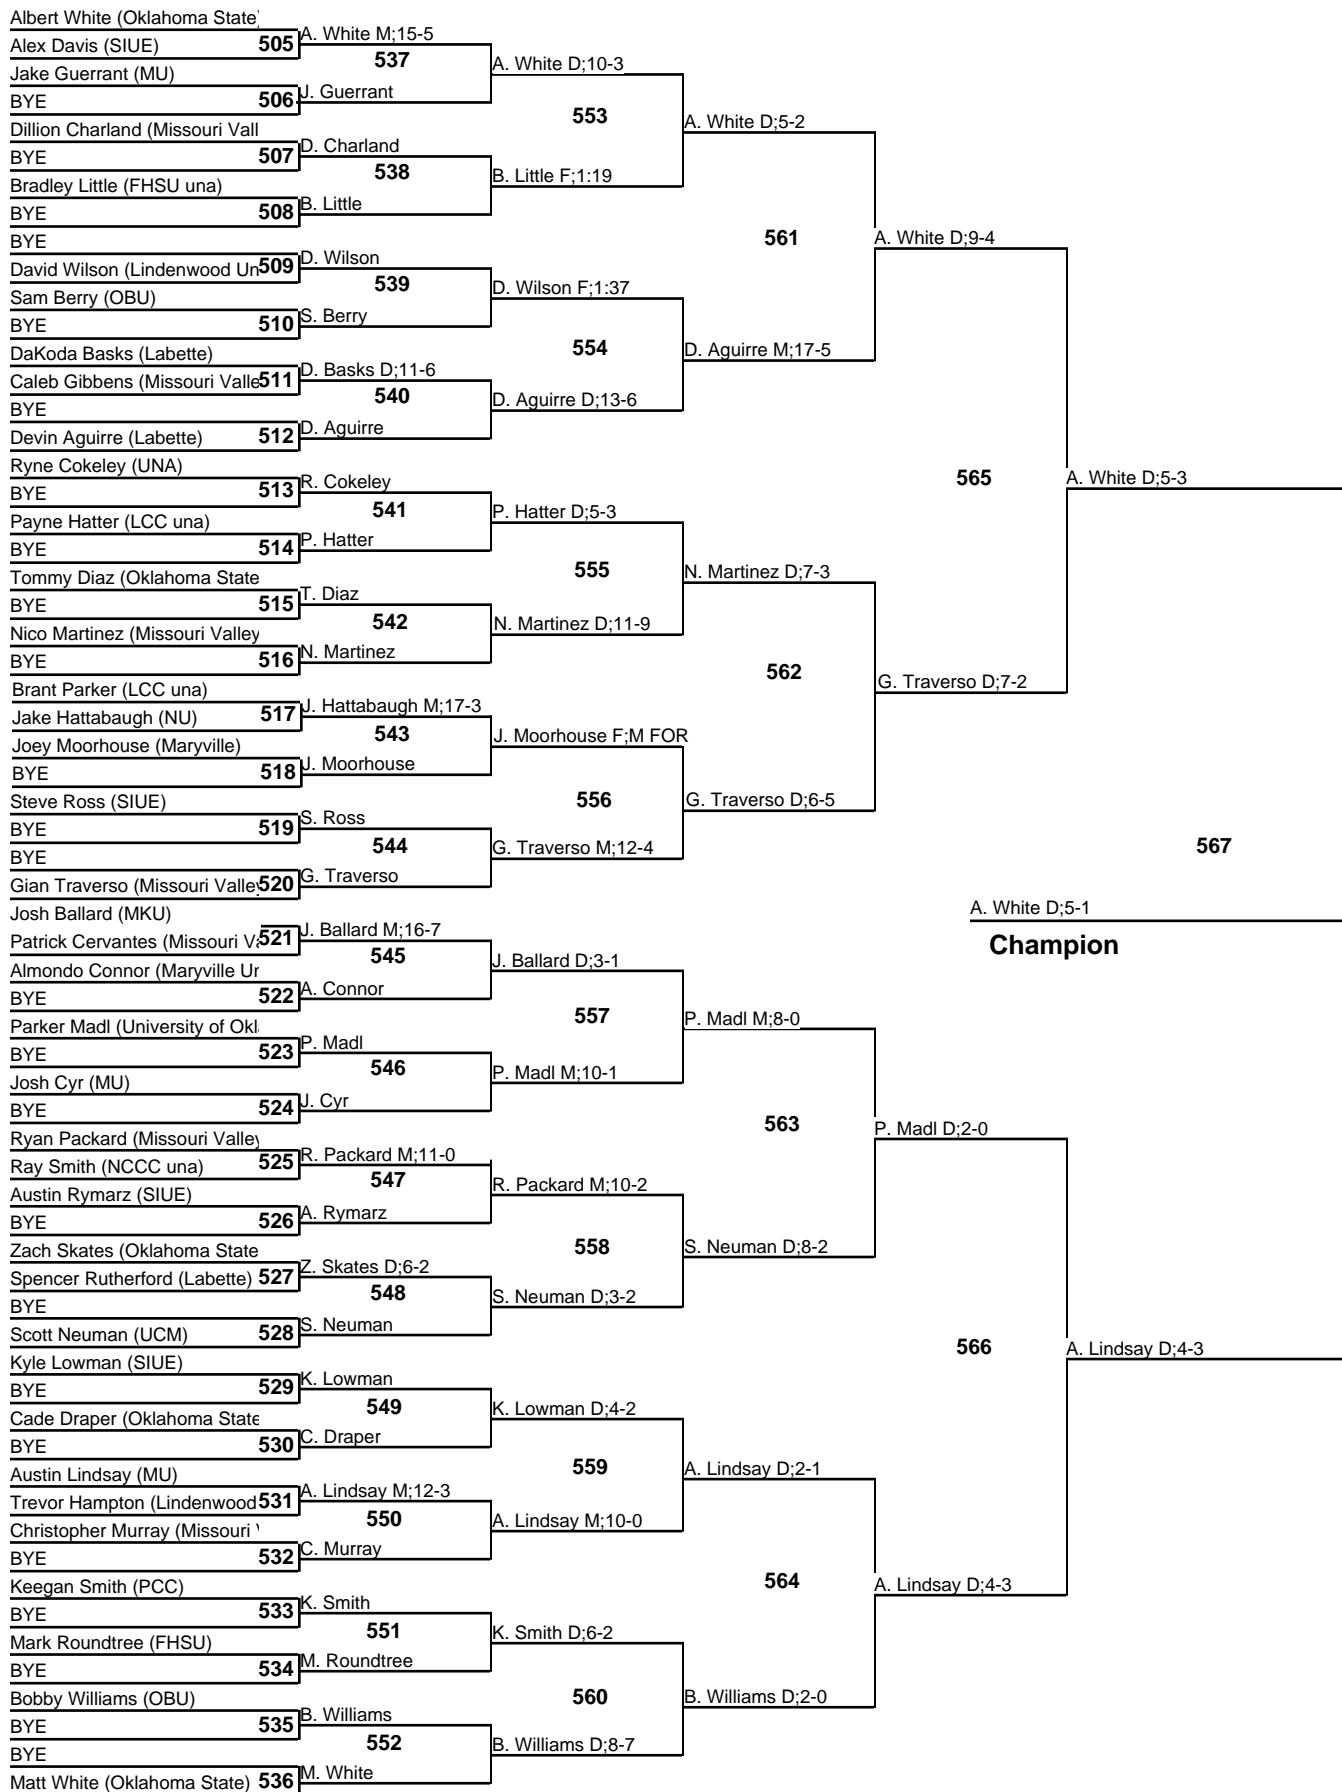 Albert White (Oklahoma State)
Alex Davis (SIUE)
505
A. White M;15-5
537
Jake Guerrant (MU)
BYE
506
J. Guerrant
A. White D;10-3
553
Dillion Charland (Missouri Vall
BYE
507
D. Charland
538
Bradley Little (FHSU una)
BYE
508
B. Little
B. Little F;1:19
A. White D;5-2
561
BYE
David Wilson (Lindenwood Un
509
D. Wilson
539
Sam Berry (OBU)
BYE
510
S. Berry
D. Wilson F;1:37
554
DaKoda Basks (Labette)
Caleb Gibbens (Missouri Valle
511
D. Basks D;11-6
540
BYE
Devin Aguirre (Labette)
512
D. Aguirre
D. Aguirre D;13-6
D. Aguirre M;17-5
A. White D;9-4
565
Ryne Cokeley (UNA)
BYE
513
R. Cokeley
541
Payne Hatter (LCC una)
BYE
514
P. Hatter
P. Hatter D;5-3
555
Tommy Diaz (Oklahoma State
BYE
515
T. Diaz
542
Nico Martinez (Missouri Valley
BYE
516
N. Martinez
N. Martinez D;11-9
N. Martinez D;7-3
562
Brant Parker (LCC una)
Jake Hattabaugh (NU)
517
J. Hattabaugh M;17-3
543
Joey Moorhouse (Maryville)
BYE
518
J. Moorhouse
J. Moorhouse F;M FOR
556
Steve Ross (SIUE)
BYE
519
S. Ross
544
BYE
Gian Traverso (Missouri Valley
520
G. Traverso
G. Traverso M;12-4
G. Traverso D;6-5
G. Traverso D;7-2
A. White D;5-3
567
A. White D;5-1
Champion
Josh Ballard (MKU)
Patrick Cervantes (Missouri Va
521
J. Ballard M;16-7
545
Almondo Connor (Maryville Un
BYE
522
A. Connor
J. Ballard D;3-1
557
Parker Madl (University of Okl
BYE
523
P. Madl
546
Josh Cyr (MU)
BYE
524
J. Cyr
P. Madl M;10-1
P. Madl M;8-0
563
Ryan Packard (Missouri Valley
Ray Smith (NCCC una)
525
R. Packard M;11-0
547
Austin Rymarz (SIUE)
BYE
526
A. Rymarz
R. Packard M;10-2
558
Zach Skates (Oklahoma State
Spencer Rutherford (Labette)
527
Z. Skates D;6-2
548
BYE
Scott Neuman (UCM)
528
S. Neuman
S. Neuman D;3-2
S. Neuman D;8-2
P. Madl D;2-0
566
Kyle Lowman (SIUE)
BYE
529
K. Lowman
549
Cade Draper (Oklahoma State
BYE
530
C. Draper
K. Lowman D;4-2
559
Austin Lindsay (MU)
Trevor Hampton (Lindenwood
531
A. Lindsay M;12-3
550
Christopher Murray (Missouri V
BYE
532
C. Murray
A. Lindsay M;10-0
A. Lindsay D;2-1
564
Keegan Smith (PCC)
BYE
533
K. Smith
551
Mark Roundtree (FHSU)
BYE
534
M. Roundtree
K. Smith D;6-2
560
Bobby Williams (OBU)
BYE
535
B. Williams
552
BYE
Matt White (Oklahoma State)
536
M. White
B. Williams D;8-7
B. Williams D;2-0
A. Lindsay D;4-3
A. Lindsay D;4-3